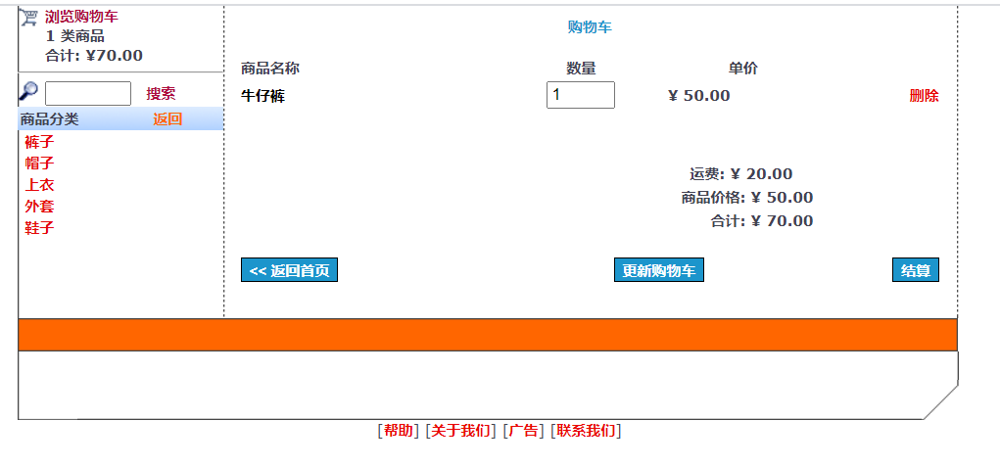 浏览购物车
1 类商品
合计: ¥70.00
搜索
商品分类 返回
裤子
帽子
上衣
外套
鞋子
购物车
商品名称 数量 单价
牛仔裤 1 ¥ 50.00 删除
运费: ¥ 20.00
商品价格: ¥ 50.00
合计: ¥ 70.00
<< 返回首页 更新购物车 结算
[帮助] [关于我们] [广告] [联系我们]